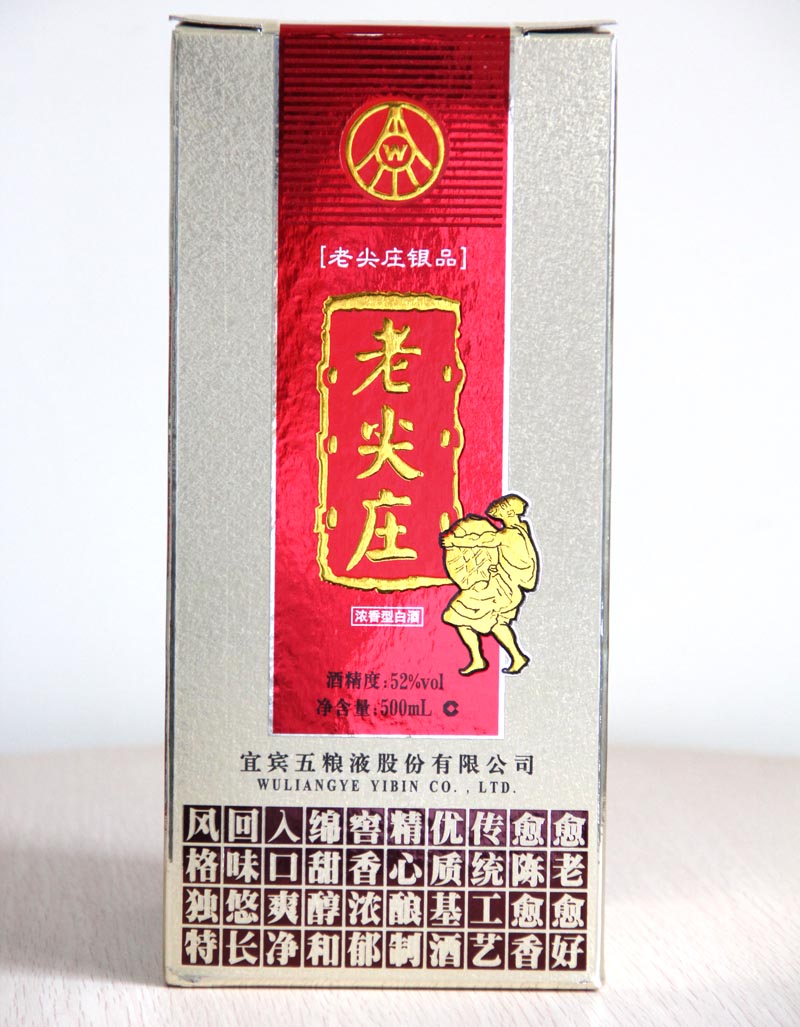 W
[老尖庄银品]
老尖庄
浓香型白酒
酒精度:52%vol
净含量:500mL C
宜宾五粮液股份有限公司
WULIANGYE YIBIN CO.,LTD.
愈老愈好
愈陈愈香
传统工艺
优质基酒
精心酿制
窖香浓郁
绵甜醇和
入口爽净
回味悠长
风格独特